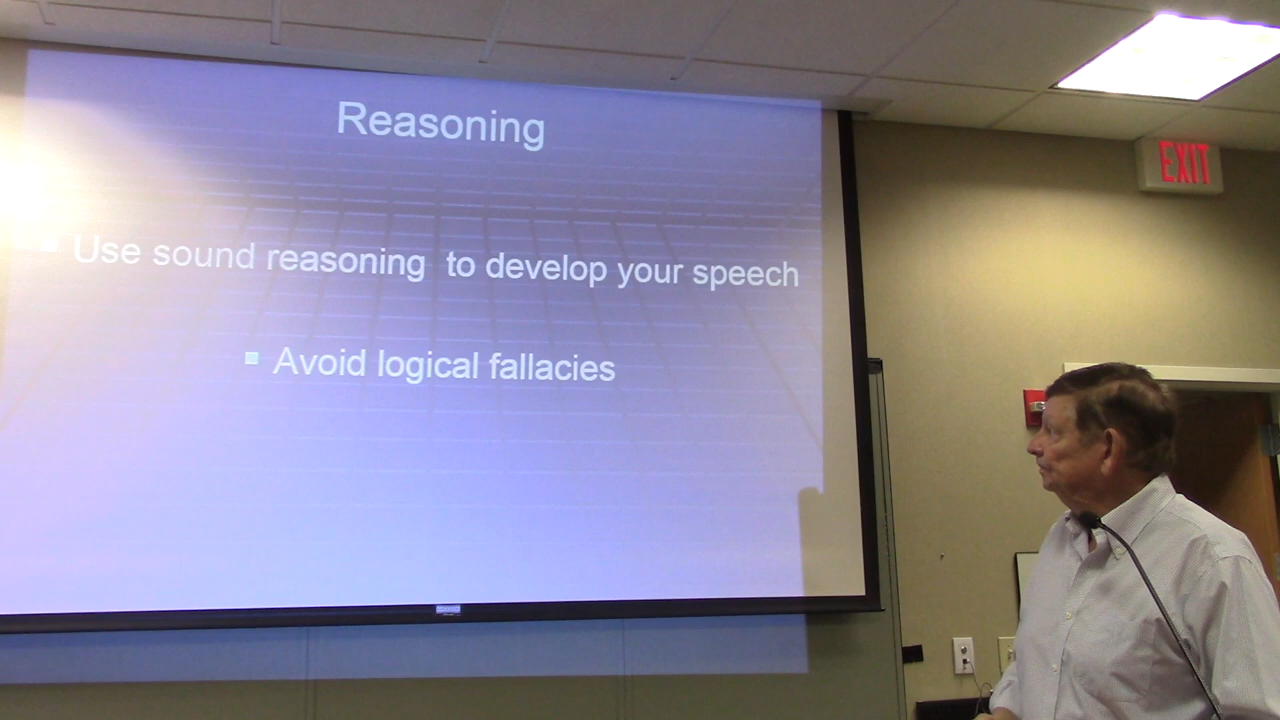 Reasoning
Use sound reasoning to develop your speech
Avoid logical fallacies
EXIT